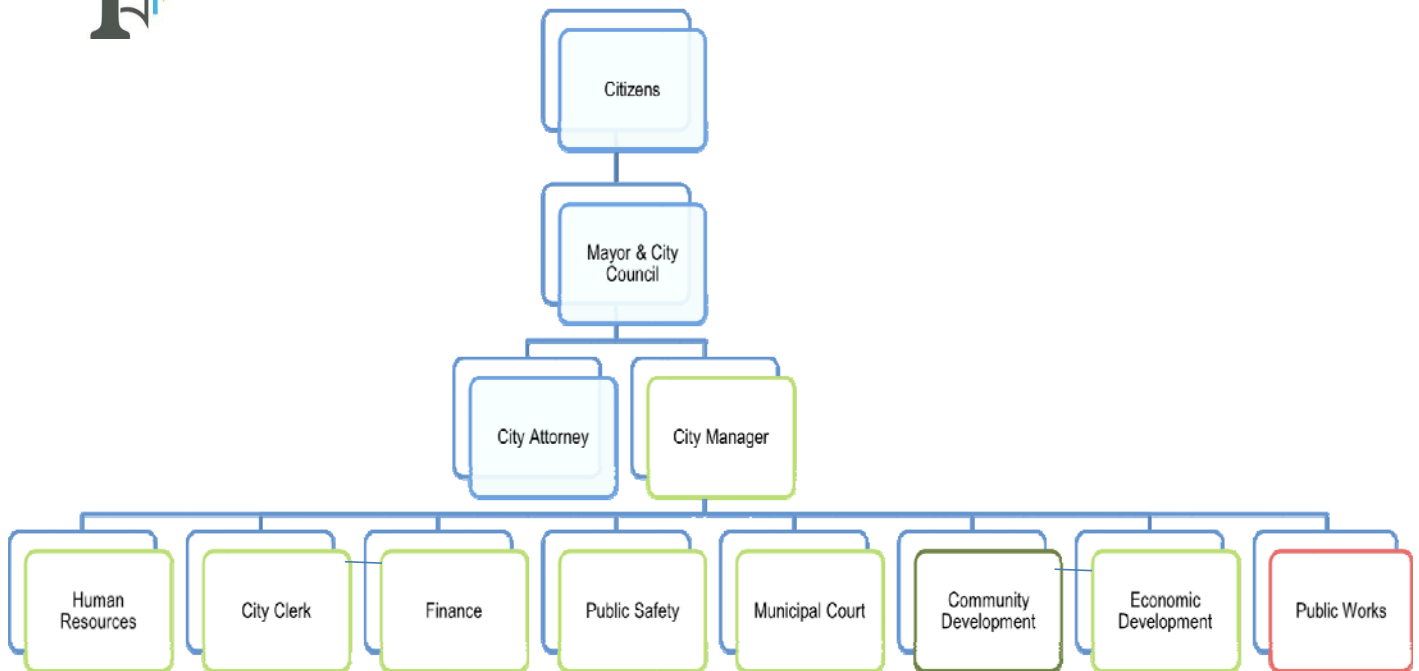 Citizens
Mayor & City
Council
City Attorney
City Manager
Human
Resources
City Clerk
Finance
Public Safety
Municipal Court
Community
Development
Economic
Development
Public Works